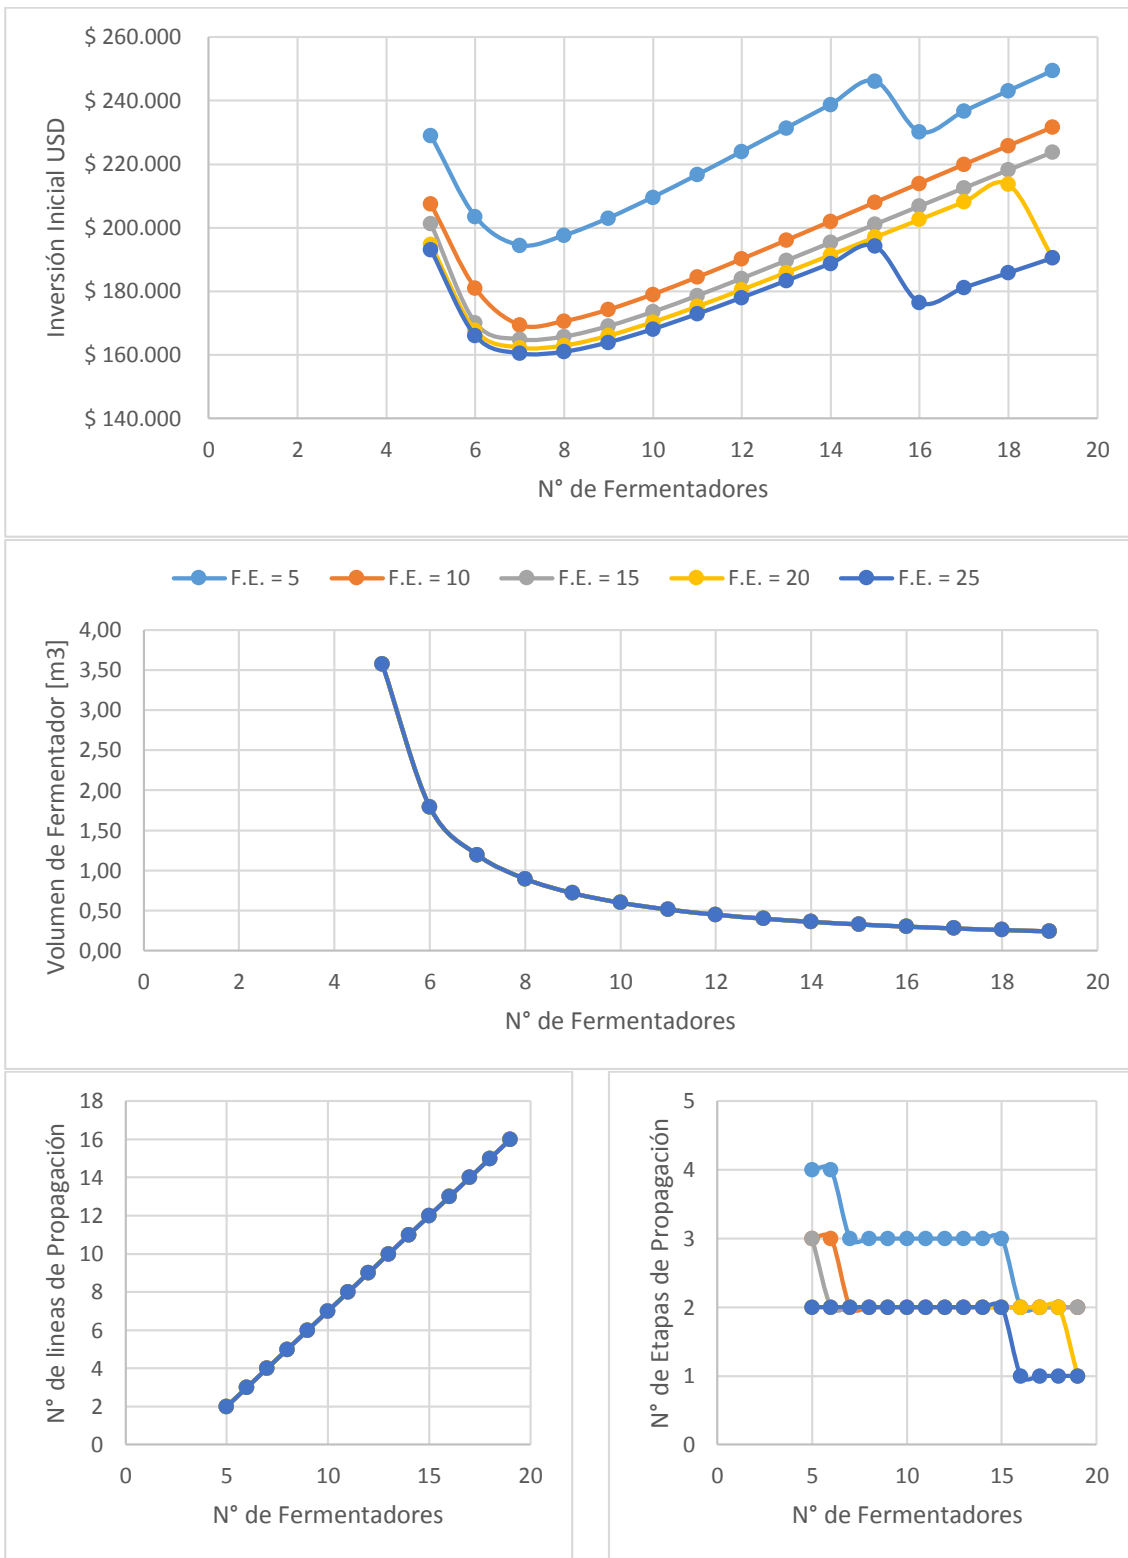 $ 260.000
$ 240.000
$ 220.000
$ 200.000
$ 180.000
$ 160.000
$ 140.000
Inversión Inicial USD
0 2 4 6 8 10 12 14 16 18 20
N° de Fermentadores
F.E. = 5 F.E. = 10 F.E. = 15 F.E. = 20 F.E. = 25
4,00
3,50
3,00
2,50
2,00
1,50
1,00
0,50
0,00
Volumen de Fermentador [m3]
0 2 4 6 8 10 12 14 16 18 20
N° de Fermentadores
18
16
14
12
10
8
6
4
2
0
N° de lineas de Propagación
0 5 10 15 20
N° de Fermentadores
5
4
3
2
1
0
N° de Etapas de Propagación
0 5 10 15 20
N° de Fermentadores